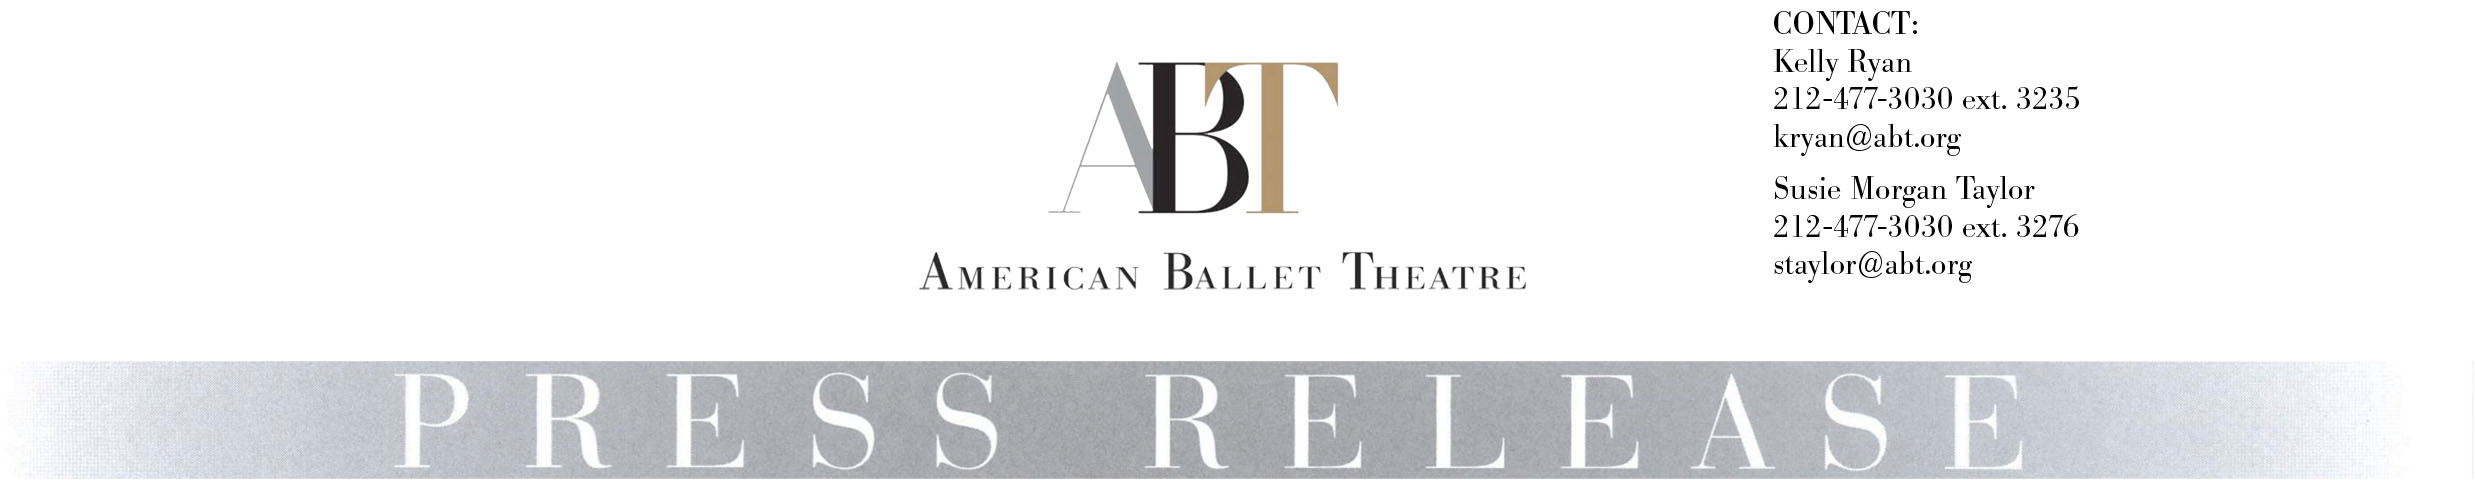 CONTACT:
Kelly Ryan
212-477-3030 ext. 3235
kryan@abt.org
Susie Morgan Taylor
212-477-3030 ext. 3276
staylor@abt.org
ABT
AMERICAN BALLET THEATRE
PRESS RELEASE